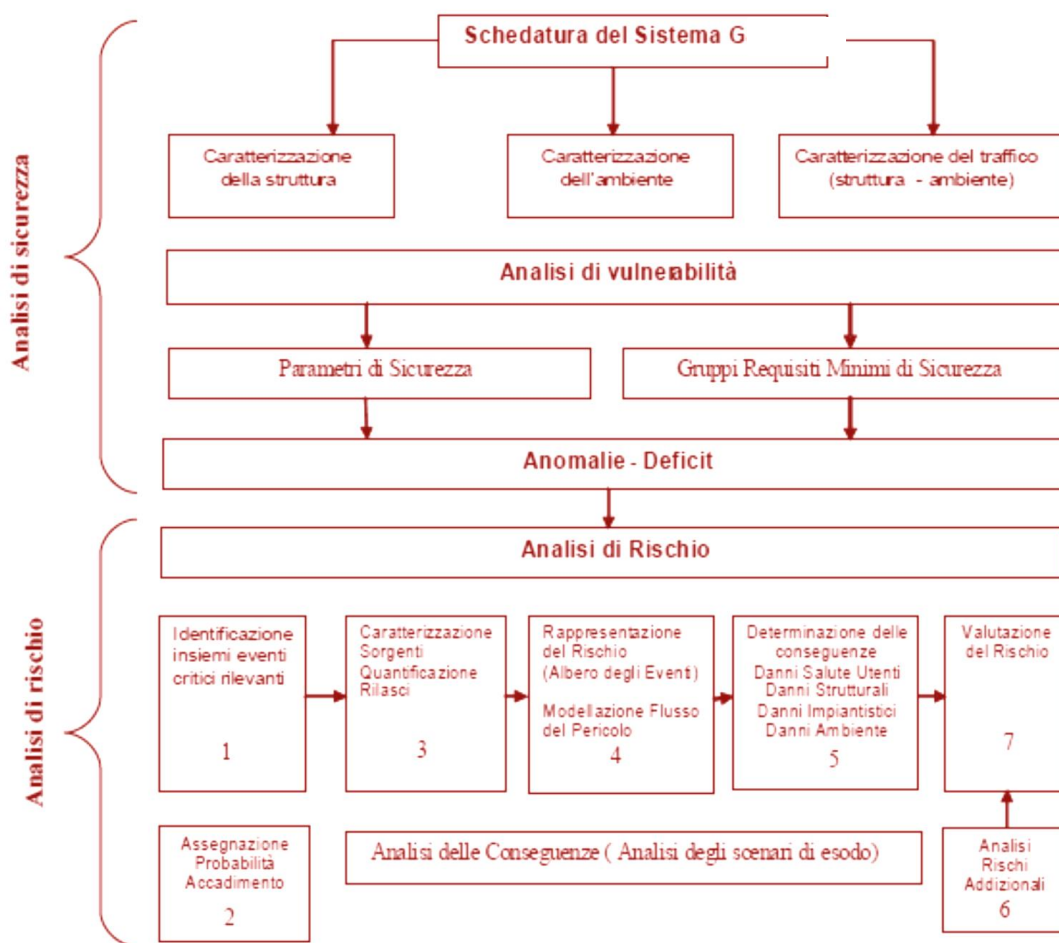 Schedatura del Sistema G
Caratterizzazione
della struttura
Caratterizzazione
dell'ambiente
Caratterizzazione del traffico
(struttura - ambiente)
Analisi di sicurezza
Analisi di vulnerabilità
Parametri di Sicurezza
Gruppi Requisiti Minimi di Sicurezza
Anomalie - Deficit
Analisi di Rischio
Analisi di rischio
Identificazione
insiemi eventi
critici rilevanti
1
Caratterizzazione
Sorgenti
Quantificazione
Rilasci
3
Rappresentazione
del Rischio
(Albero degli Eventi)
Modellazione Flusso
del Pericolo
4
Determinazione delle
conseguenze
Danni Salute Utenti
Danni Strutturali
Danni Impiantistici
Danni Ambiente
5
Valutazione
del Rischio
7
Assegnazione
Probabilità
Accadimento
2
Analisi delle Conseguenze ( Analisi degli scenari di esodo)
Analisi
Rischi
Addizionali
6